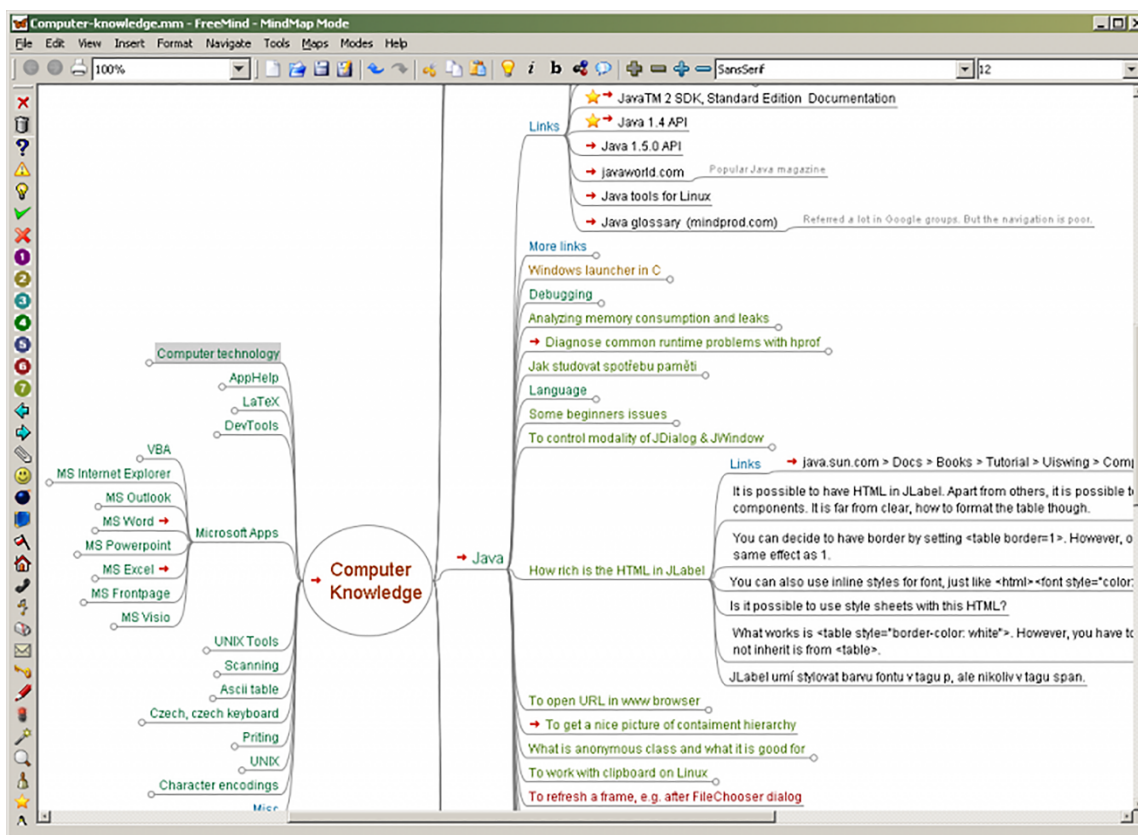 Computer-knowledge.mm - FreeMind - MindMap Mode
File Edit View Insert Format Navigate Tools Maps Modes Help
100%
SansSerif
12
JavaTM 2 SDK, Standard Edition Documentation
Links
Java 1.4 API
Java 1.5.0 API
javaworld.com
Popular Java magazine
Java tools for Linux
Java glossary (mindprod.com)
Referred a lot in Google groups. But the navigation is poor.
More links
Windows launcher in C
Debugging
Analyzing memory consumption and leaks
Diagnose common runtime problems with hprof
Jak studovat spotřebu paměti
Language
Some beginners issues
To control modality of JDialog & JWindow
Computer technology
AppHelp
LaTeX
DevTools
VBA
MS Internet Explorer
MS Outlook
MS Word
MS Powerpoint
MS Excel
MS Frontpage
MS Visio
Microsoft Apps
Computer
Knowledge
Java
How rich is the HTML in JLabel
Links
java.sun.com > Docs > Books > Tutorial > Uiswing > Comp
It is possible to have HTML in JLabel. Apart from others, it is possible t
components. It is far from clear, how to format the table though.
You can decide to have border by setting <table border=1>. However, o
same effect as 1.
You can also use inline styles for font, just like <html><font style="color:
Is it possible to use style sheets with this HTML?
What works is <table style="border-color: white">. However, you have to
not inherit is from <table>.
JLabel umí stylovat barvu fontu v tagu p, ale nikoliv v tagu span.
UNIX Tools
Scanning
Ascii table
Czech, czech keyboard
Priting
UNIX
Character encodings
Misc
To open URL in www browser
To get a nice picture of contaiment hierarchy
What is anonymous class and what it is good for
To work with clipboard on Linux
To refresh a frame, e.g. after FileChooser dialog